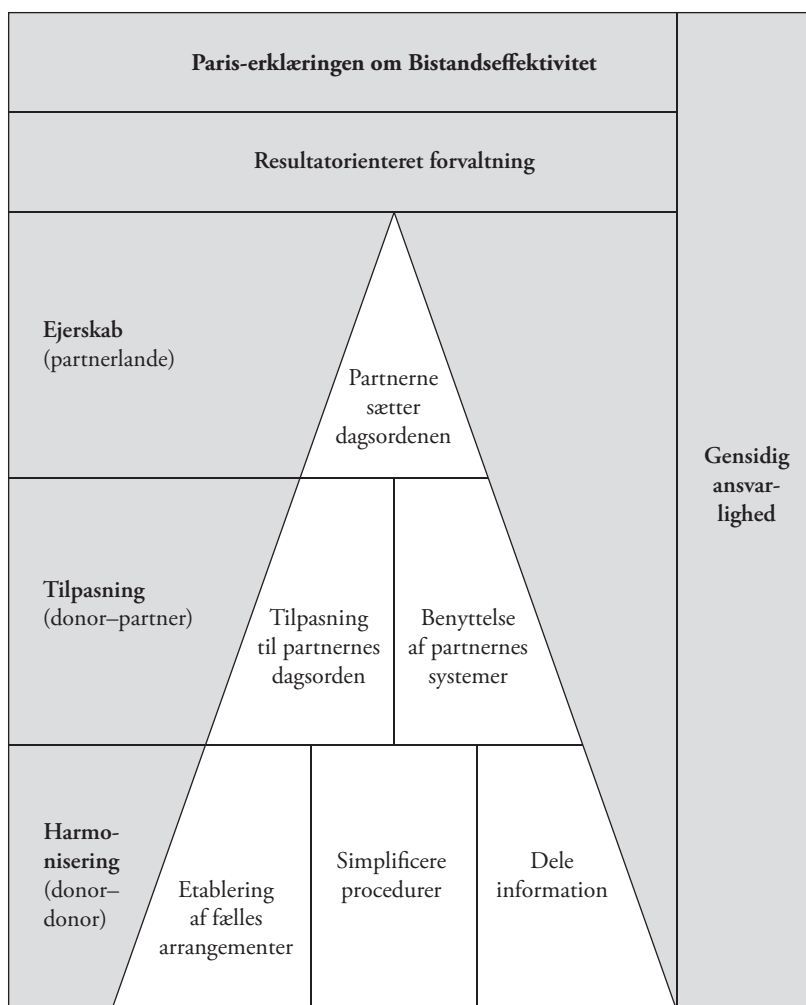 Paris-erklæringen om Bistandseffektivitet
Resultatorienteret forvaltning
Ejerskab
(partnerlande)
Partnerne
sætter
dagsordenen
Gensidig
ansvar-
lighed
Tilpasning
(donor–partner)
Tilpasning
til partnernes
dagsorden
Benyttelse
af partnernes
systemer
Harmo-
nisering
(donor–
donor)
Etablering
af fælles
arrangementer
Simplificere
procedurer
Dele
information